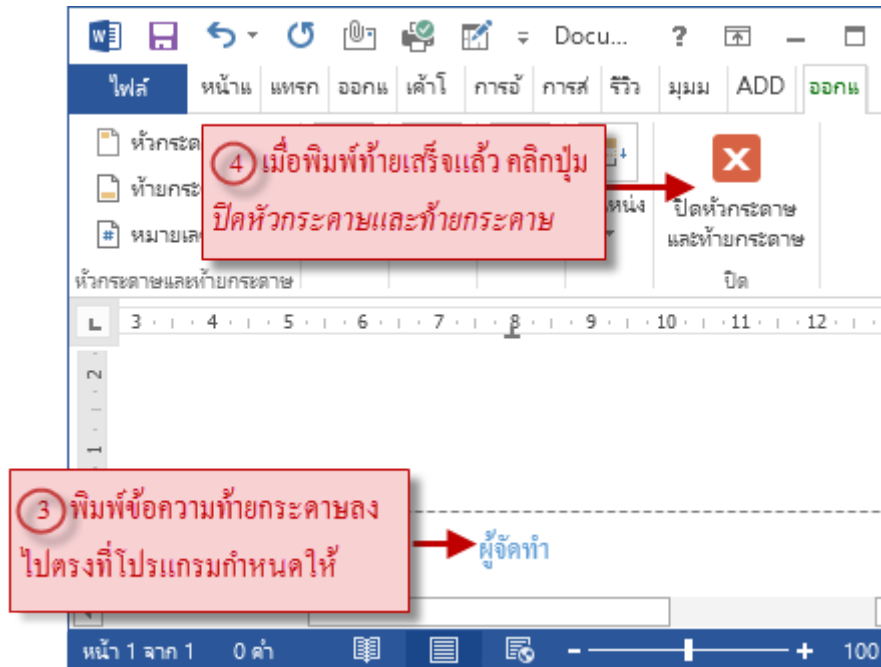 Docu... ?
ไฟล์ หน้าแ แทรก ออกแ เค้าโ การอ้ การส่ รีวิว มุมม ADD ออกแ
หัวกระด
ท้ายกระ
# หมายเล
4 เมื่อพิมพ์ท้ายเสร็จแล้ว คลิกปุ่ม
ปิดหัวกระดาษและท้ายกระดาษ
หน่ง
ปิดหัวกระดาษ
และท้ายกระดาษ
หัวกระดาษและท้ายกระดาษ
ปิด
3 4 5 6 7 8 9 10 11 12
2
1
3 พิมพ์ข้อความท้ายกระดาษลง
ไปตรงที่โปรแกรมกำหนดให้
ผู้จัดทำ
หน้า 1 จาก 1 0 คำ 100